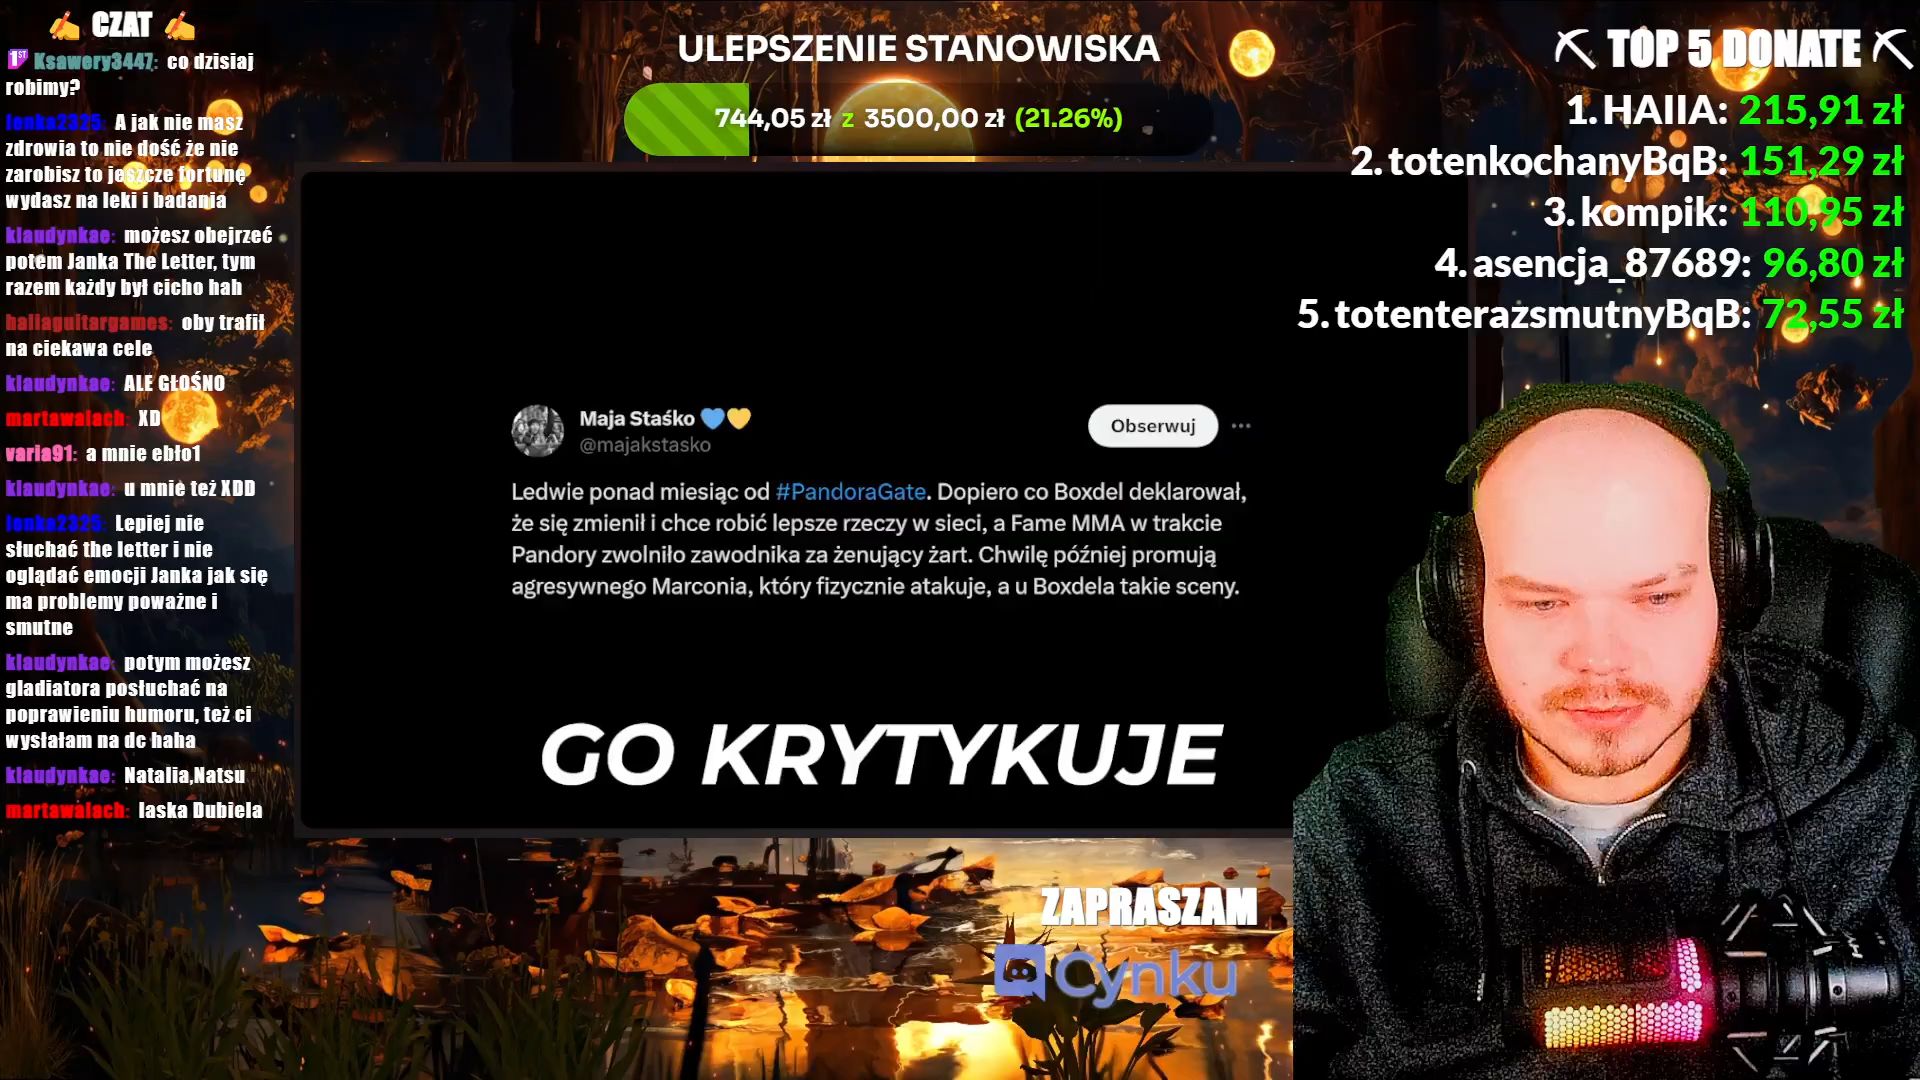 CZAT
1ST Ksawery3447: co dzisiaj
robimy?
lenka2325: A jak nie masz
zdrowia to nie dość że nie
zarobisz to jeszcze fortunę
wydasz na leki i badania
klaudynkae: możesz obejrzeć
potem Janka The Letter, tym
razem każdy był cicho hah
haliaguitargames: oby trafił
na ciekawa cele
klaudynkae: ALE GŁOŚNO
martawalach: XD
varla91: a mnie ebło1
klaudynkae: u mnie też XDD
lenka2325: Lepiej nie
słuchać the letter i nie
oglądać emocji Janka jak się
ma problemy poważne i
smutne
klaudynkae: potym możesz
gladiatora posłuchać na
poprawieniu humoru, też ci
wysłałam na dc haha
klaudynkae: Natalia,Natsu
martawalach: laska Dubiela
ULEPSZENIE STANOWISKA
744,05 zł z 3500,00 zł (21.26%)
Maja Staśko
@majakstasko
Obserwuj
Ledwie ponad miesiąc od #PandoraGate. Dopiero co Boxdel deklarował,
że się zmienił i chce robić lepsze rzeczy w sieci, a Fame MMA w trakcie
Pandory zwolniło zawodnika za żenujący żart. Chwilę później promują
agresywnego Marconia, który fizycznie atakuje, a u Boxdela takie sceny.
GO KRYTYKUJE
TOP 5 DONATE
1. HAIIA: 215,91 zł
2. totenkochanyBqB: 151,29 zł
3. kompik: 110,95 zł
4. asencja_87689: 96,80 zł
5. totenterazsmutnyBqB: 72,55 zł
ZAPRASZAM
Cynku